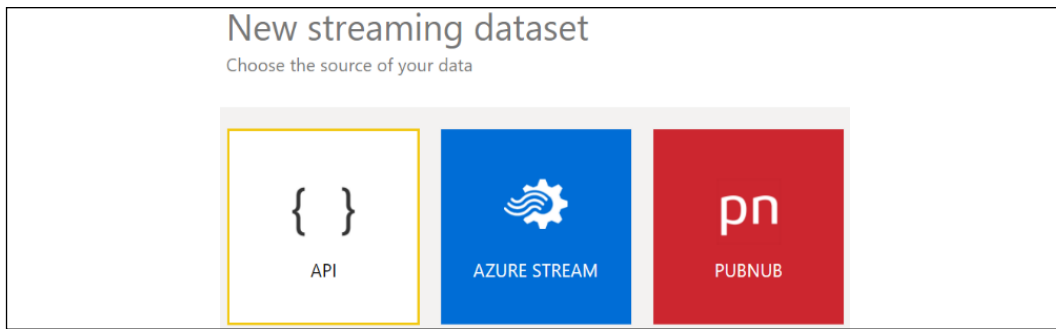 New streaming dataset
Choose the source of your data
{ }
pn
API
AZURE STREAM
PUBNUB